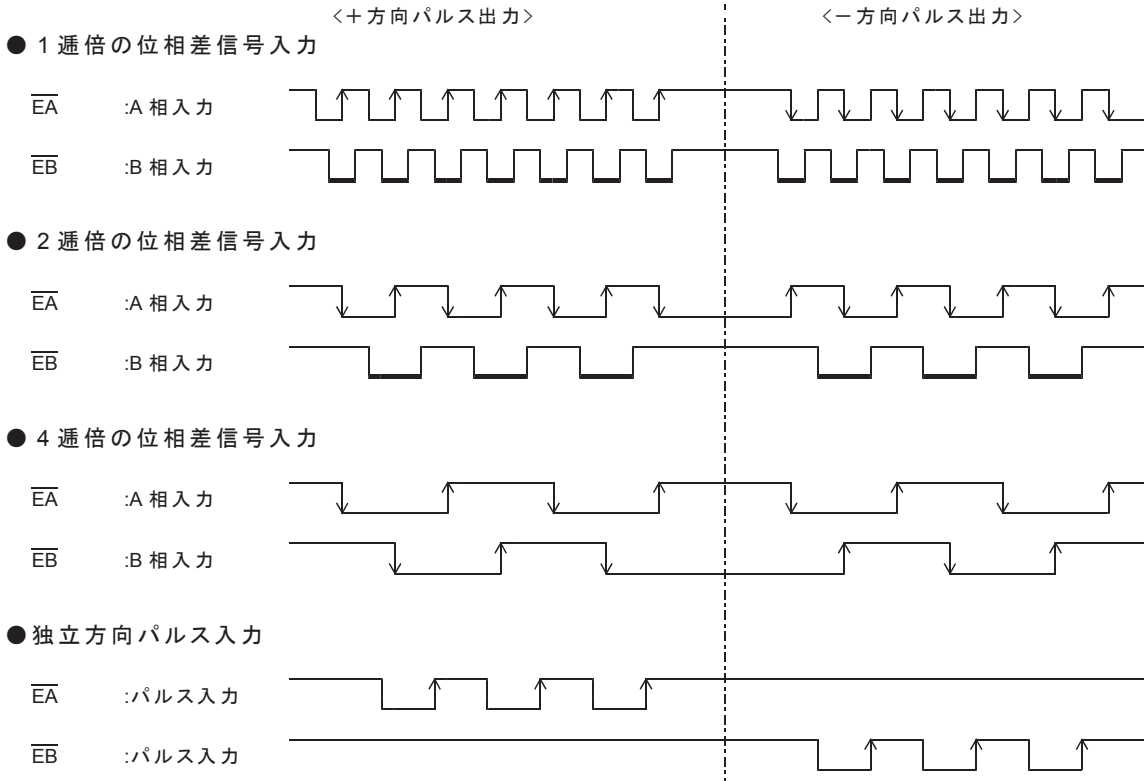 <＋方向パルス出力> <－方向パルス出力>
● 1 逓倍の位相差信号入力
EA :A 相入力
EB :B 相入力
● 2 逓倍の位相差信号入力
EA :A 相入力
EB :B 相入力
● 4 逓倍の位相差信号入力
EA :A 相入力
EB :B 相入力
● 独立方向パルス入力
EA :パルス入力
EB :パルス入力